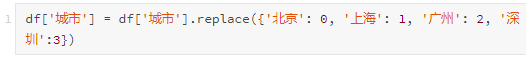 1 df['城市'] = df['城市'].replace({'北京': 0, '上海': 1, '广州': 2, '深
圳':3})